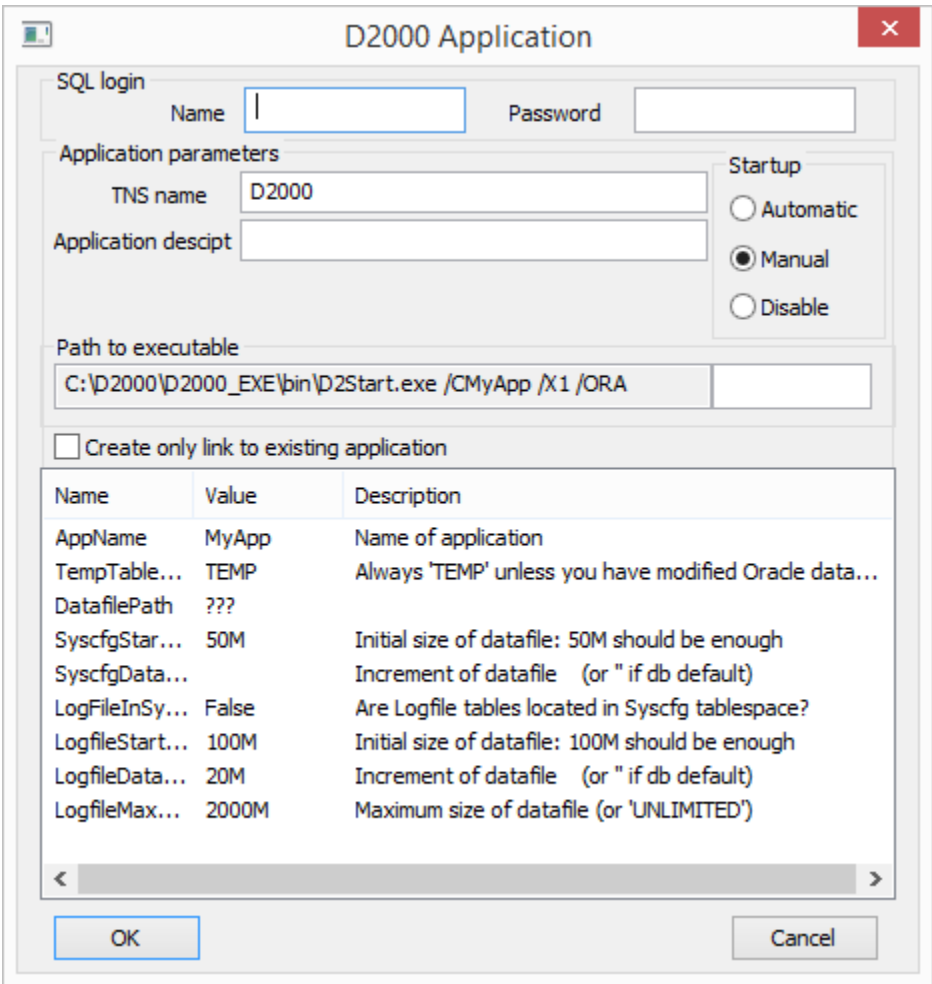 D2000 Application
SQL login
Name Password
Application parameters
Startup
TNS name D2000
Automatic
Application descipt
Manual
Disable
Path to executable
C:\D2000\D2000_EXE\bin\D2Start.exe /CMyApp /X1 /ORA
Create only link to existing application
Name Value Description
AppName MyApp Name of application
TempTable... TEMP Always 'TEMP' unless you have modified Oracle data...
DatafilePath ???
SyscfgStar... 50M Initial size of datafile: 50M should be enough
SyscfgData... Increment of datafile (or '' if db default)
LogFileInSy... False Are Logfile tables located in Syscfg tablespace?
LogfileStart... 100M Initial size of datafile: 100M should be enough
LogfileData... 20M Increment of datafile (or '' if db default)
LogfileMax... 2000M Maximum size of datafile (or 'UNLIMITED')
OK Cancel